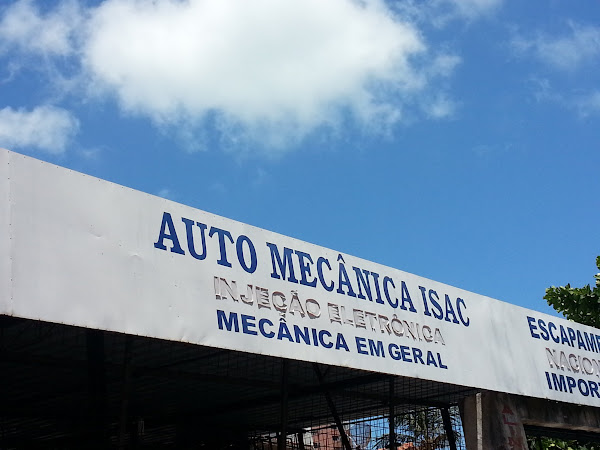 AUTO MECÂNICA ISAC
INJEÇÃO ELETRÔNICA
MECÂNICA EM GERAL